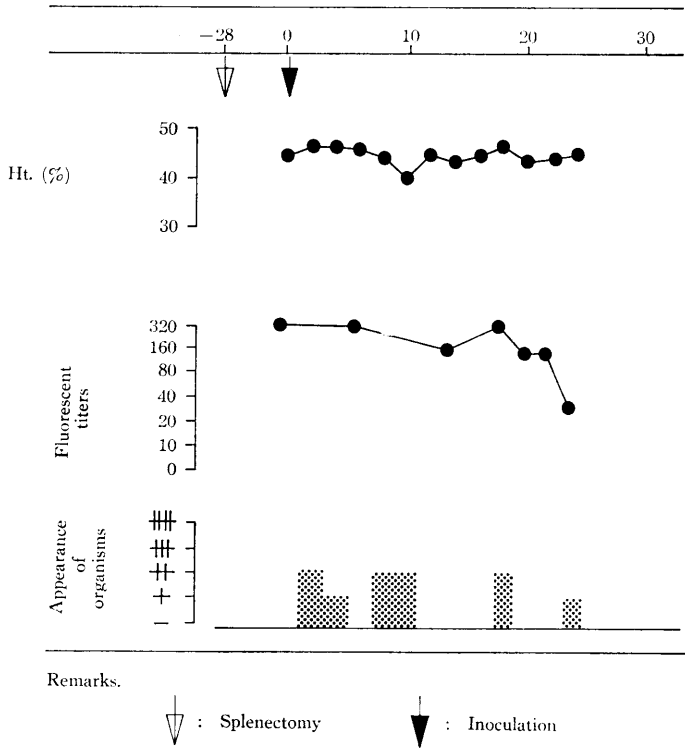 −28 0 10 20 30
50
Ht. (%) 40
30
320
160
80
40
20
10
0
Fluorescent
titers
卌
╫
⧺
+
−
Appearance
of
organisms
Remarks.
: Splenectomy : Inoculation